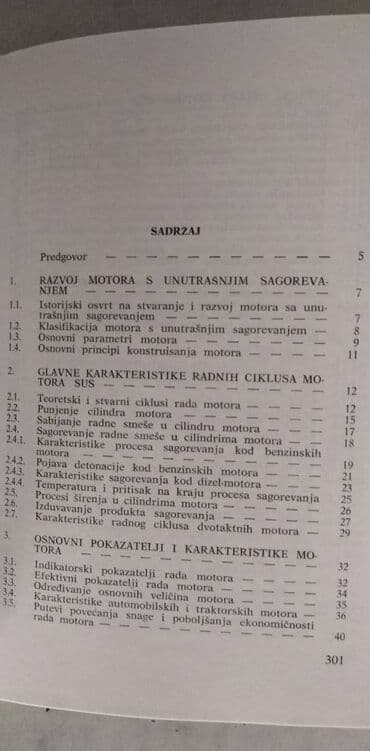 SADRŽAJ
Predgovor — — — — — — — — — — — 5
1. RAZVOJ MOTORA S UNUTRAŠNJIM SAGOREVA-
NJEM — — — — — — — — — — — 7
1.1. Istorijski osvrt na stvaranje i razvoj motora sa unu-
trašnjim sagorevanjem — — — — — — — — 7
1.2. Klasifikacija motora s unutrašnjim sagorevanjem — — 8
1.3. Osnovni parametri motora — — — — — — — 9
1.4. Osnovni principi konstruisanja motora — — — — 11
2. GLAVNE KARAKTERISTIKE RADNIH CIKLUSA MO-
TORA SUS — — — — — — — — — — 12
2.1. Teoretski i stvarni ciklusi rada motora — — — — 12
2.2. Punjenje cilindra motora — — — — — — — 15
2.3. Sabijanje radne smeše u cilindru motora — — — — 17
2.4. Sagorevanje radne smeše u cilindrima motora — — — 18
2.4.1. Karakteristike procesa sagorevanja kod benzinskih
motora — — — — — — — — — — — 19
2.4.2. Pojava detonacije kod benzinskih motora — — — — 21
2.4.3. Karakteristike sagorevanja kod dizel-motora — — — 23
2.4.4. Temperatura i pritisak na kraju procesa sagorevanja 25
2.5. Procesi širenja u cilindrima motora — — — — — 26
2.6. Izduvavanje produkta sagorevanja — — — — — 27
2.7. Karakteristike radnog ciklusa dvotaktnih motora — — 29
3. OSNOVNI POKAZATELJI I KARAKTERISTIKE MO-
TORA — — — — — — — — — — — 32
3.1. Indikatorski pokazatelji rada motora — — — — — 32
3.2. Efektivni pokazatelji rada motora — — — — — 34
3.3. Određivanje osnovnih veličina motora — — — — 35
3.4. Karakteristike automobilskih i traktorskih motora — 36
3.5. Putevi povećanja snage i poboljšanja ekonomičnosti
rada motora — — — — — — — — — — 40
301